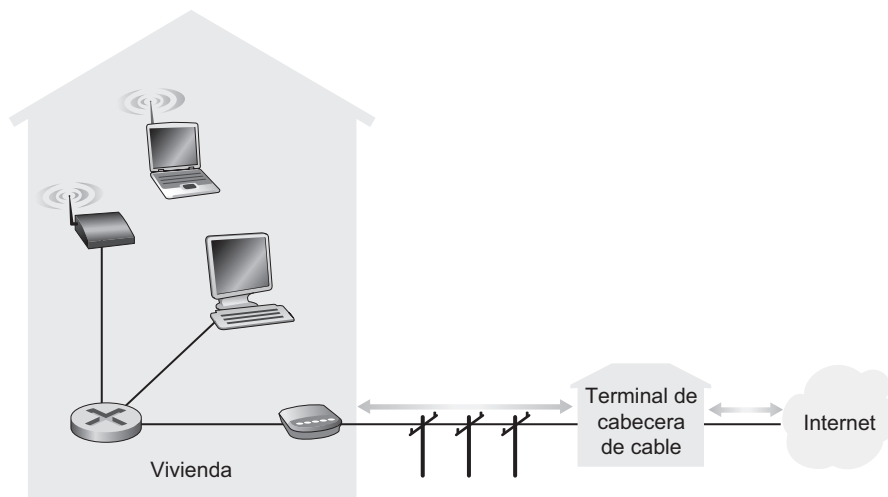 Terminal de
cabecera
de cable
Internet
Vivienda